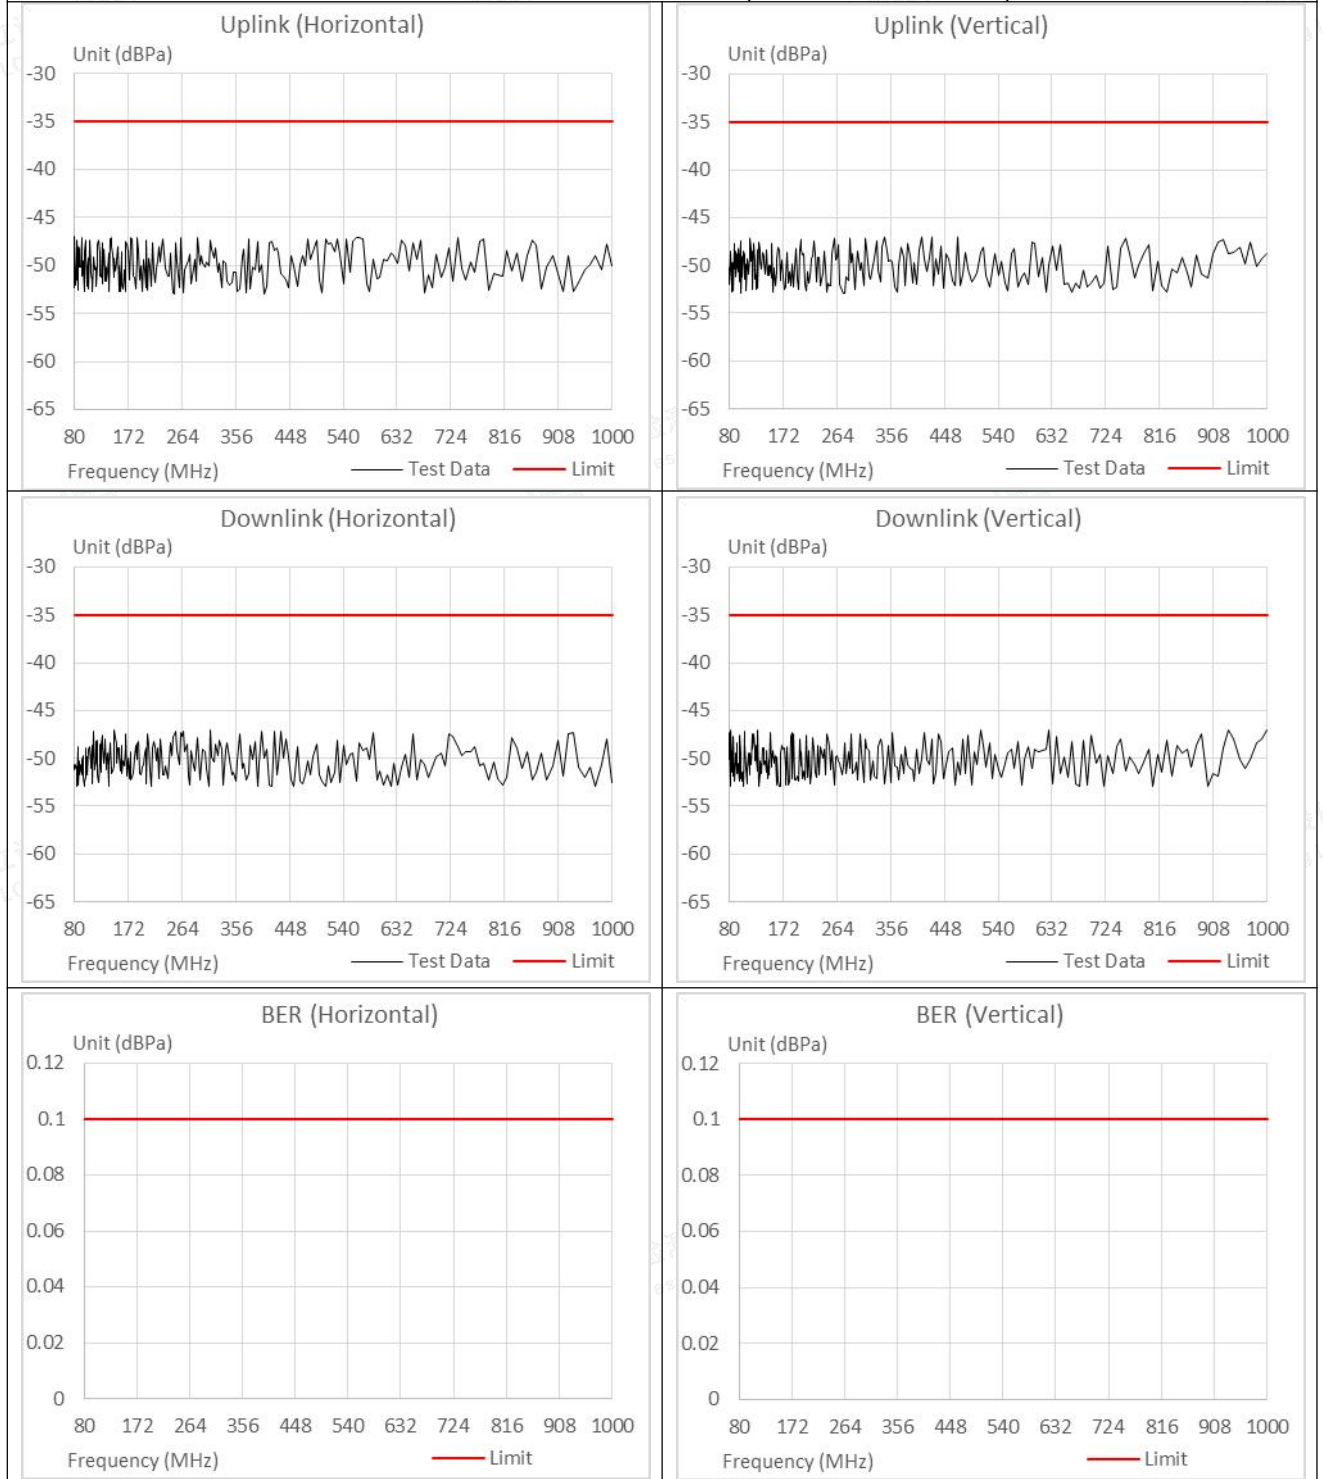 Uplink (Horizontal)
Unit (dBPa)
-30
-35
-40
-45
-50
-55
-60
-65
80 172 264 356 448 540 632 724 816 908 1000
Frequency (MHz) Test Data Limit
Uplink (Vertical)
Unit (dBPa)
-30
-35
-40
-45
-50
-55
-60
-65
80 172 264 356 448 540 632 724 816 908 1000
Frequency (MHz) Test Data Limit
Downlink (Horizontal)
Unit (dBPa)
-30
-35
-40
-45
-50
-55
-60
-65
80 172 264 356 448 540 632 724 816 908 1000
Frequency (MHz) Test Data Limit
Downlink (Vertical)
Unit (dBPa)
-30
-35
-40
-45
-50
-55
-60
-65
80 172 264 356 448 540 632 724 816 908 1000
Frequency (MHz) Test Data Limit
BER (Horizontal)
Unit (dBPa)
0.12
0.1
0.08
0.06
0.04
0.02
0
80 172 264 356 448 540 632 724 816 908 1000
Frequency (MHz) Limit
BER (Vertical)
Unit (dBPa)
0.12
0.1
0.08
0.06
0.04
0.02
0
80 172 264 356 448 540 632 724 816 908 1000
Frequency (MHz) Limit